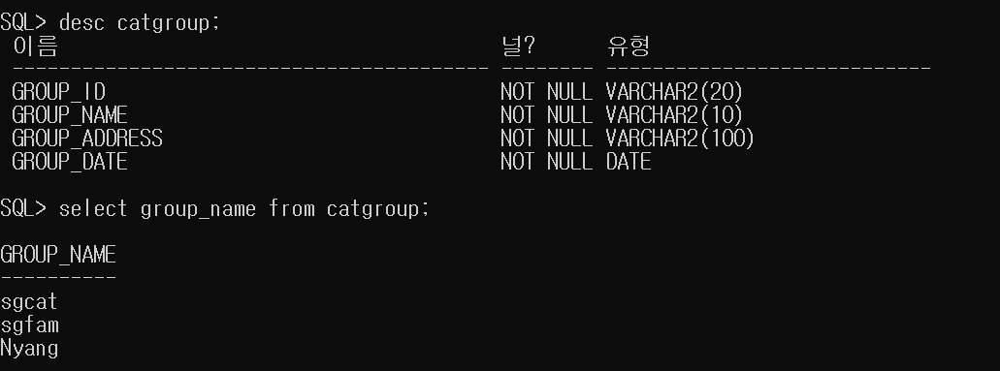 SQL> desc catgroup;
이름 널? 유형
----------------------------------------- -------- ----------------------------
GROUP_ID NOT NULL VARCHAR2(20)
GROUP_NAME NOT NULL VARCHAR2(10)
GROUP_ADDRESS NOT NULL VARCHAR2(100)
GROUP_DATE NOT NULL DATE
SQL> select group_name from catgroup;
GROUP_NAME
----------
sgcat
sgfam
Nyang